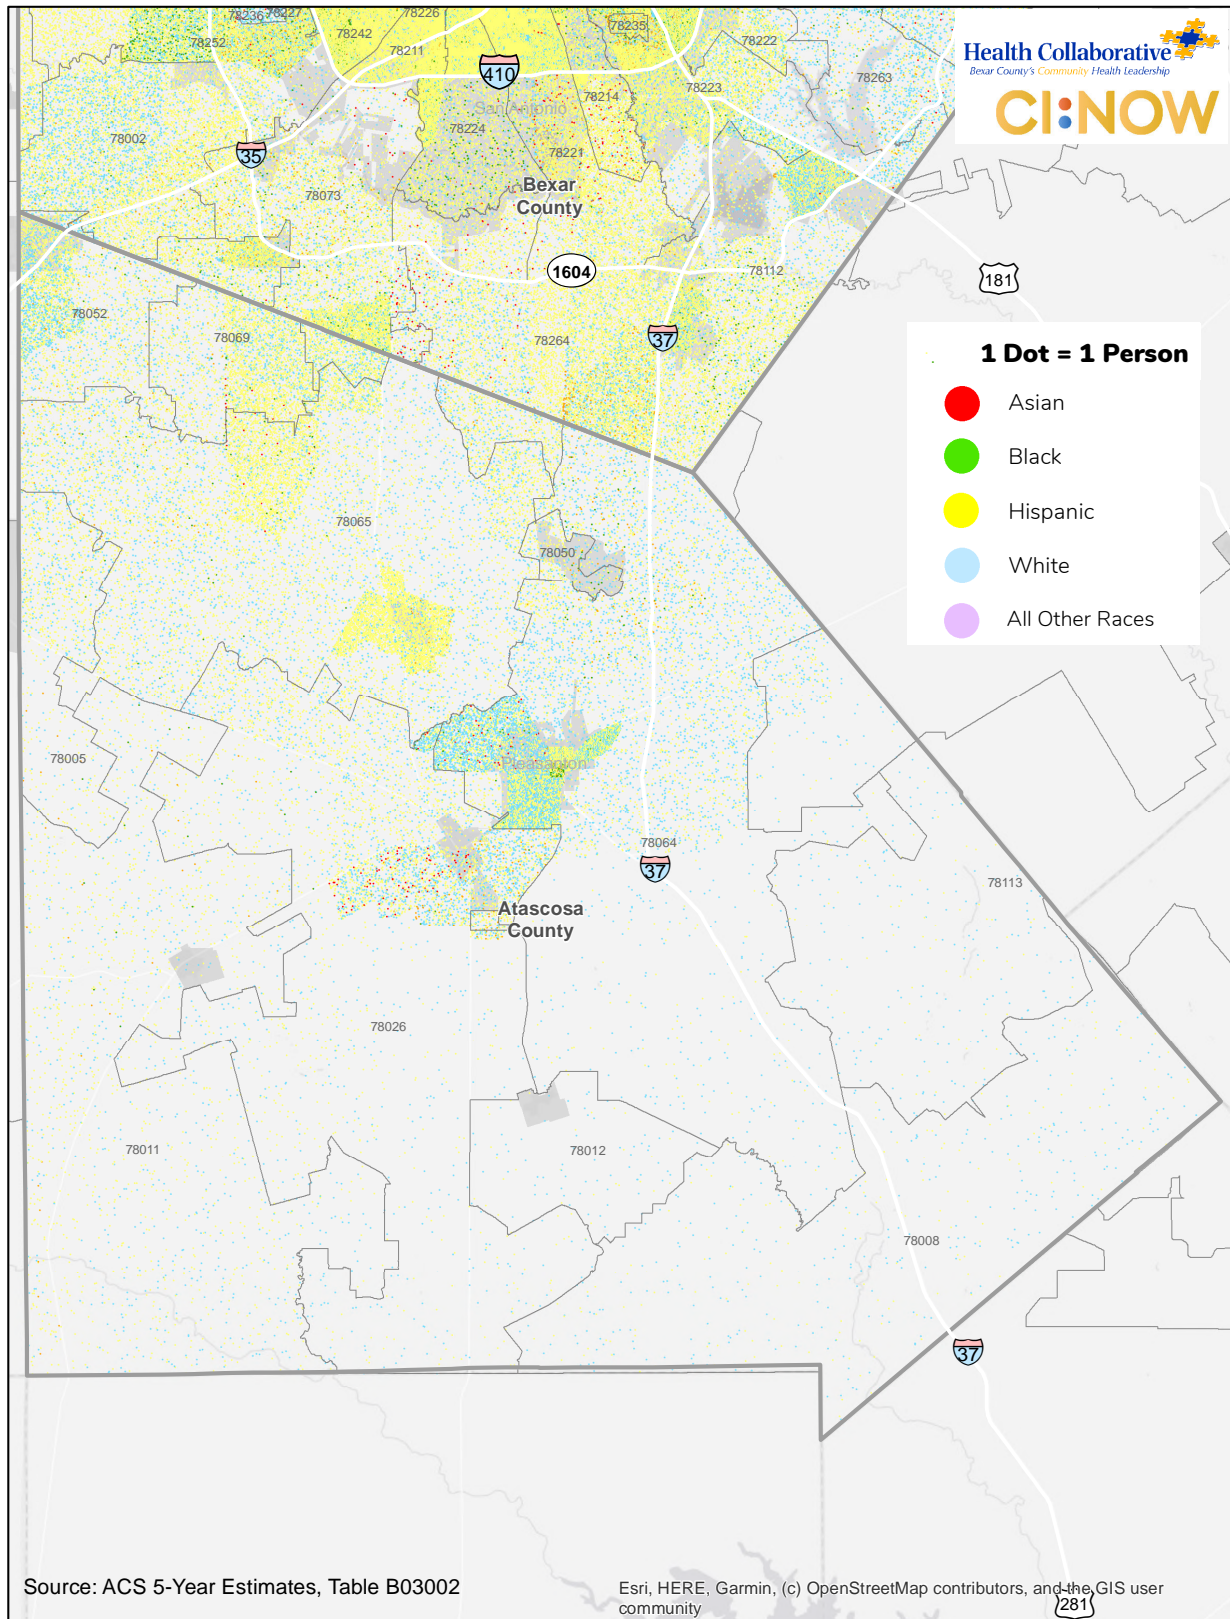 78236
78227
78226
78235
78252
78242
78211
78222
Health Collaborative
Bexar County's Community Health Leadership
CI:NOW
410
78263
78223
San Antonio
78214
78224
78002
35
78221
78073
Bexar
County
1604
78112
181
78052
78069
78264
37
1 Dot = 1 Person
Asian
Black
Hispanic
White
All Other Races
78065
78050
78005
Pleasanton
78064
37
78113
Atascosa
County
78026
78011
78012
78008
37
Source: ACS 5-Year Estimates, Table B03002
Esri, HERE, Garmin, (c) OpenStreetMap contributors, and the GIS user
community
281